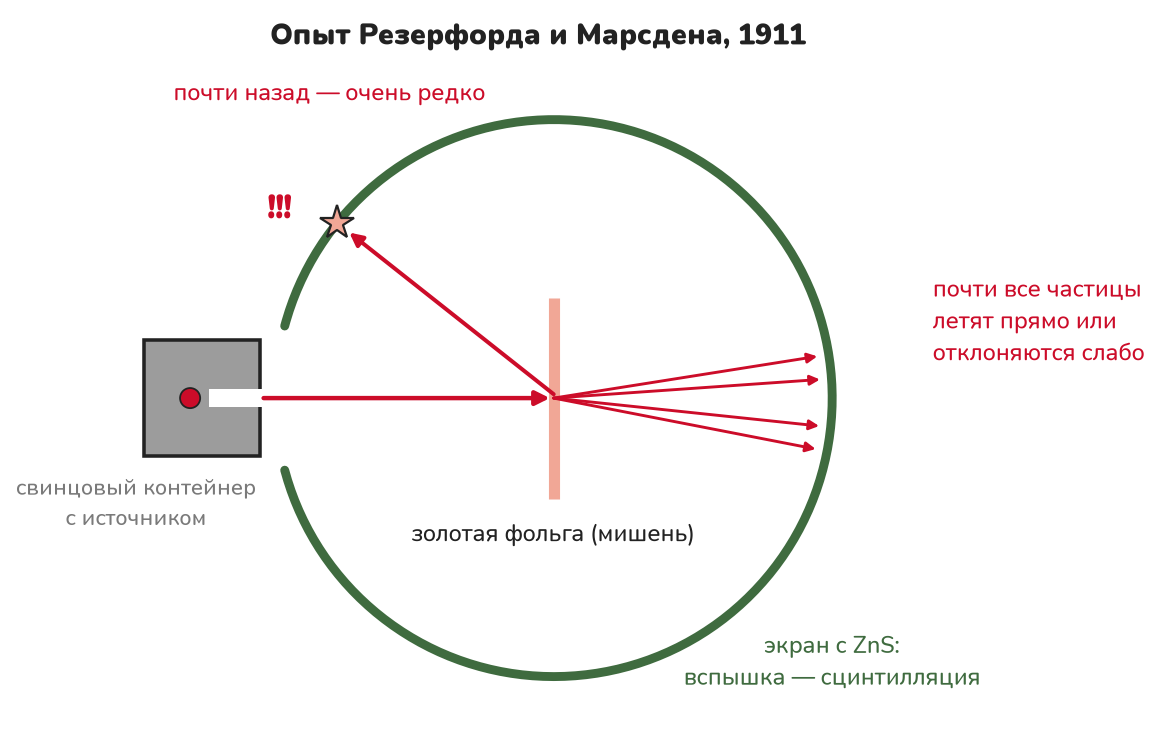 Опыт Резерфорда и Марсдена, 1911
почти назад — очень редко
!!!
почти все частицы
летят прямо или
отклоняются слабо
свинцовый контейнер
с источником
золотая фольга (мишень)
экран с ZnS:
вспышка — сцинтилляция